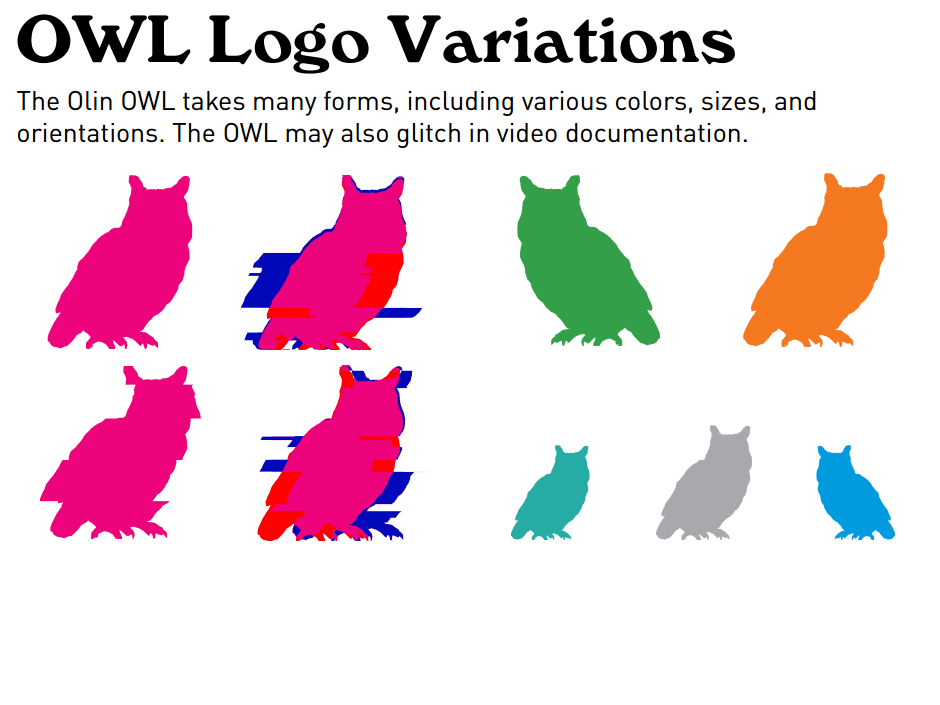 OWL Logo Variations
The Olin OWL takes many forms, including various colors, sizes, and
orientations. The OWL may also glitch in video documentation.